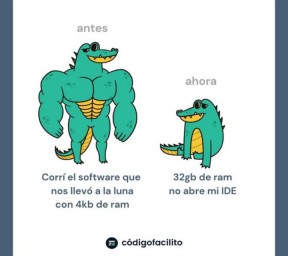 antes
ahora
Corrí el software que
nos llevó a la luna
con 4kb de ram
32gb de ram
no abre mi IDE
códigofacilito